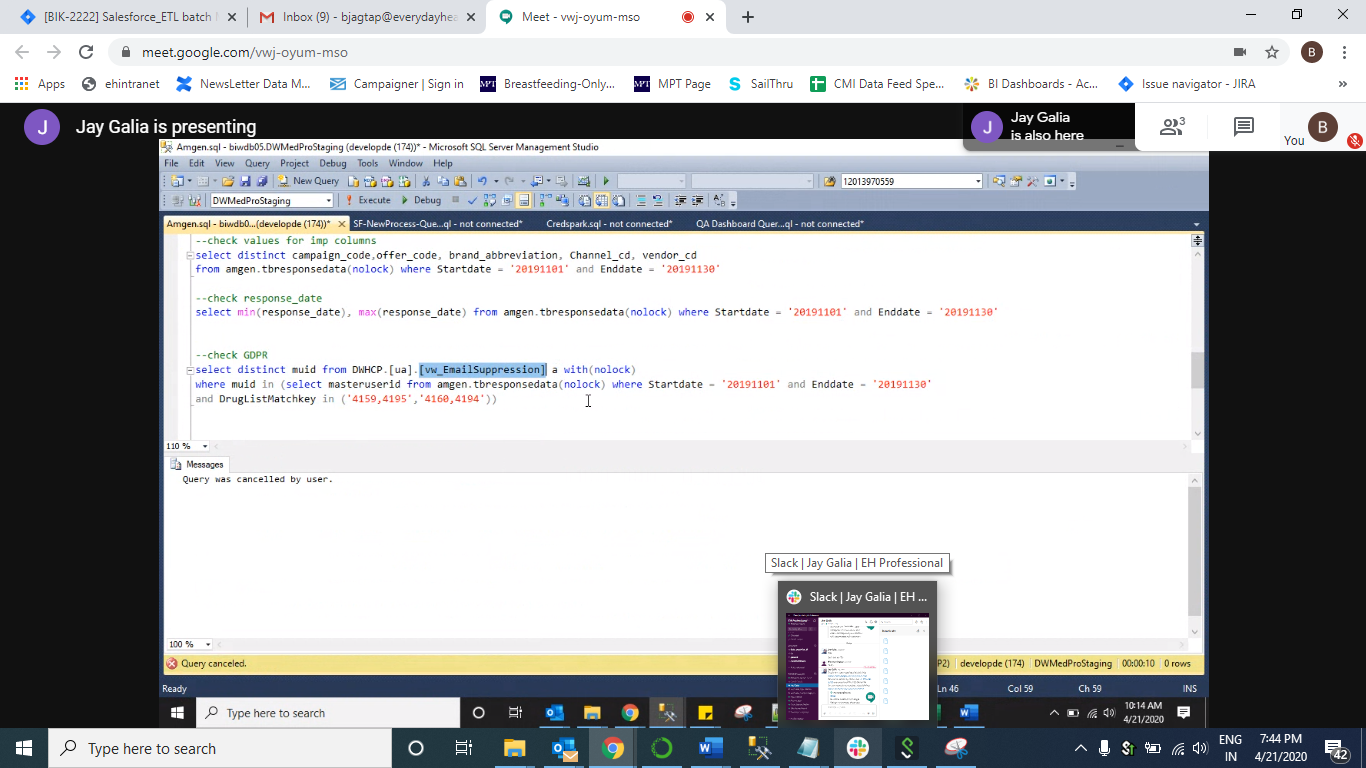 [BIK-2222] Salesforce_ETL batch
Inbox (9) - bjagtap@everydayhea
Meet - vwj-oyum-mso
meet.google.com/vwj-oyum-mso
B
Apps
ehintranet
NewsLetter Data M...
Campaigner | Sign in
Breastfeeding-Only...
MPT Page
SailThru
CMI Data Feed Spe...
BI Dashboards - Ac...
Issue navigator - JIRA
»
J
Jay Galia is presenting
J
Jay Galia
is also here
3
You
B
Amgen.sql - biwdb05.DWMedProStaging (developde (174))* - Microsoft SQL Server Management Studio
File Edit View Query Project Debug Tools Window Help
New Query
12013970559
DWMedProStaging
Execute
Debug
Amgen.sql - biwdb0...(developde (174))*
SF-NewProcess-Que...ql - not connected*
Credspark.sql - not connected*
QA Dashboard Quer...ql - not connected*
--check values for imp columns
select distinct campaign_code,offer_code, brand_abbreviation, Channel_cd, vendor_cd
from amgen.tbresponsedata(nolock) where Startdate = '20191101' and Enddate = '20191130'
--check response_date
select min(response_date), max(response_date) from amgen.tbresponsedata(nolock) where Startdate = '20191101' and Enddate = '20191130'
--check GDPR
select distinct muid from DWHCP.[ua].[vw_EmailSuppression] a with(nolock)
where muid in (select masteruserid from amgen.tbresponsedata(nolock) where Startdate = '20191101' and Enddate = '20191130'
and DrugListMatchkey in ('4159,4195','4160,4194'))
110 %
Messages
Query was cancelled by user.
Slack | Jay Galia | EH Professional
Slack | Jay Galia | EH ...
100 %
Query canceled.
developde (174)
DWMedProStaging
00:00:10
0 rows
Ready
Ln 46
Col 59
Ch 59
INS
Type here to search
10:14 AM
4/21/2020
Type here to search
ENG
IN
7:44 PM
4/21/2020
42